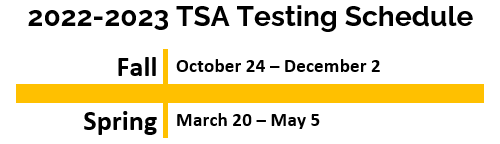 2022-2023 TSA Testing Schedule
Fall October 24 – December 2
Spring March 20 – May 5